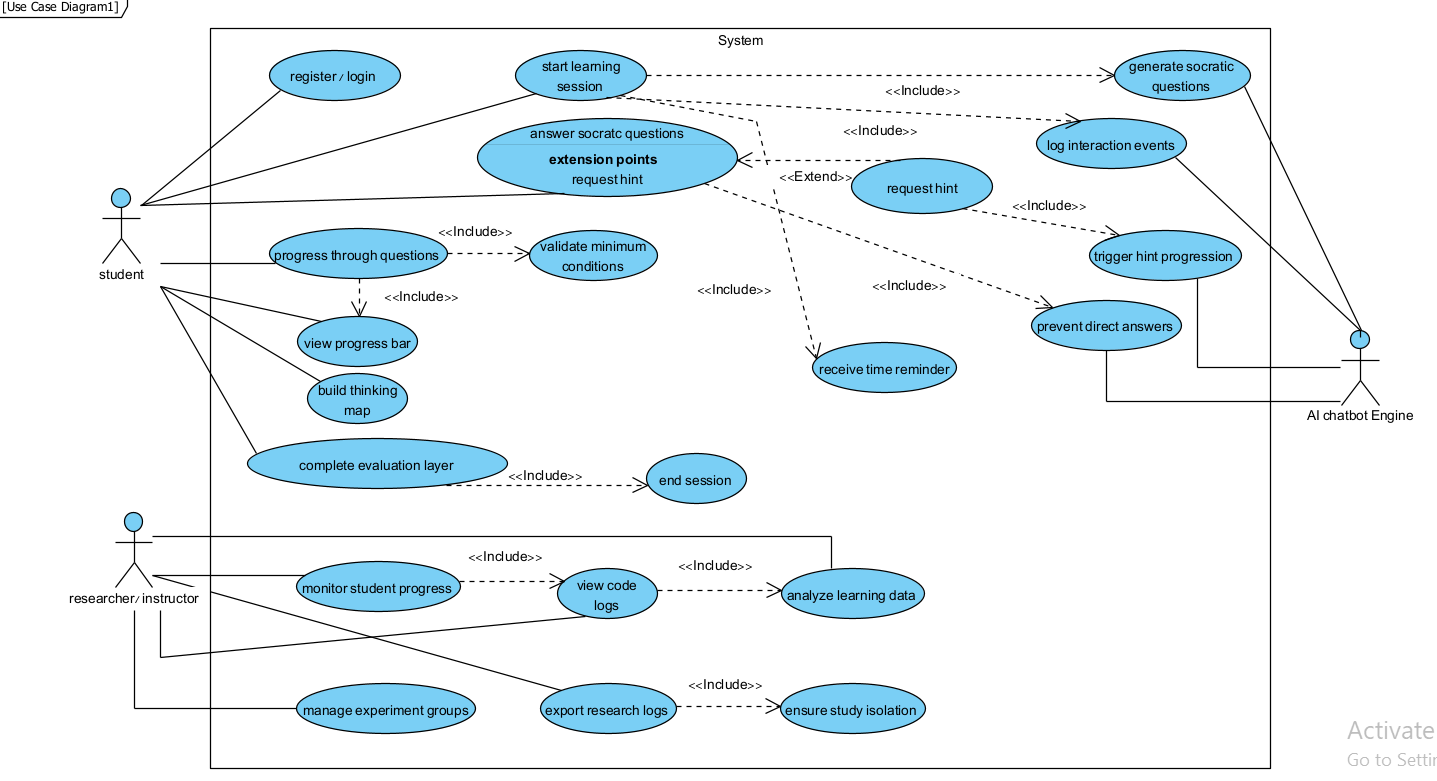 [Use Case Diagram1]
System
register / login
start learning
session
generate socratic
questions
<<Include>>
<<Include>>
answer socratc questions
extension points
request hint
log interaction events
<<Extend>>
request hint
<<Include>>
student
progress through questions
<<Include>>
validate minimum
conditions
trigger hint progression
<<Include>>
<<Include>>
<<Include>>
view progress bar
prevent direct answers
receive time reminder
build thinking
map
AI chatbot Engine
complete evaluation layer
<<Include>>
end session
researcher/ instructor
monitor student progress
<<Include>>
view code
logs
<<Include>>
analyze learning data
manage experiment groups
export research logs
<<Include>>
ensure study isolation
Activate
Go to Settir